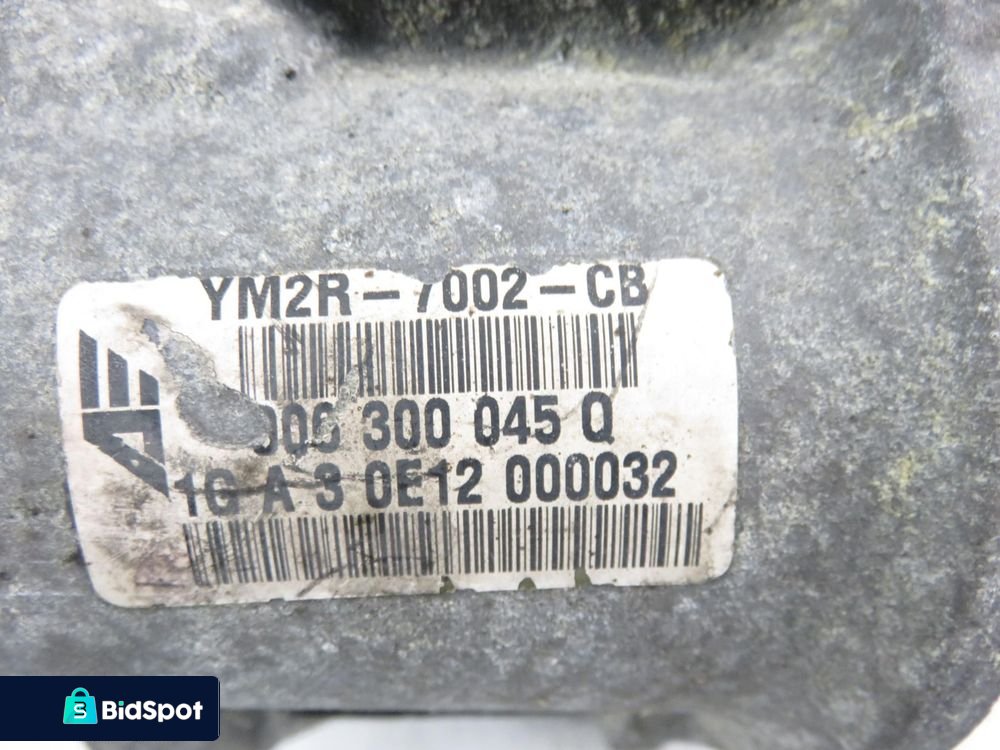 YM2R-7002-CB
300 045 Q
1G A 3 0E12 000032
BidSpot